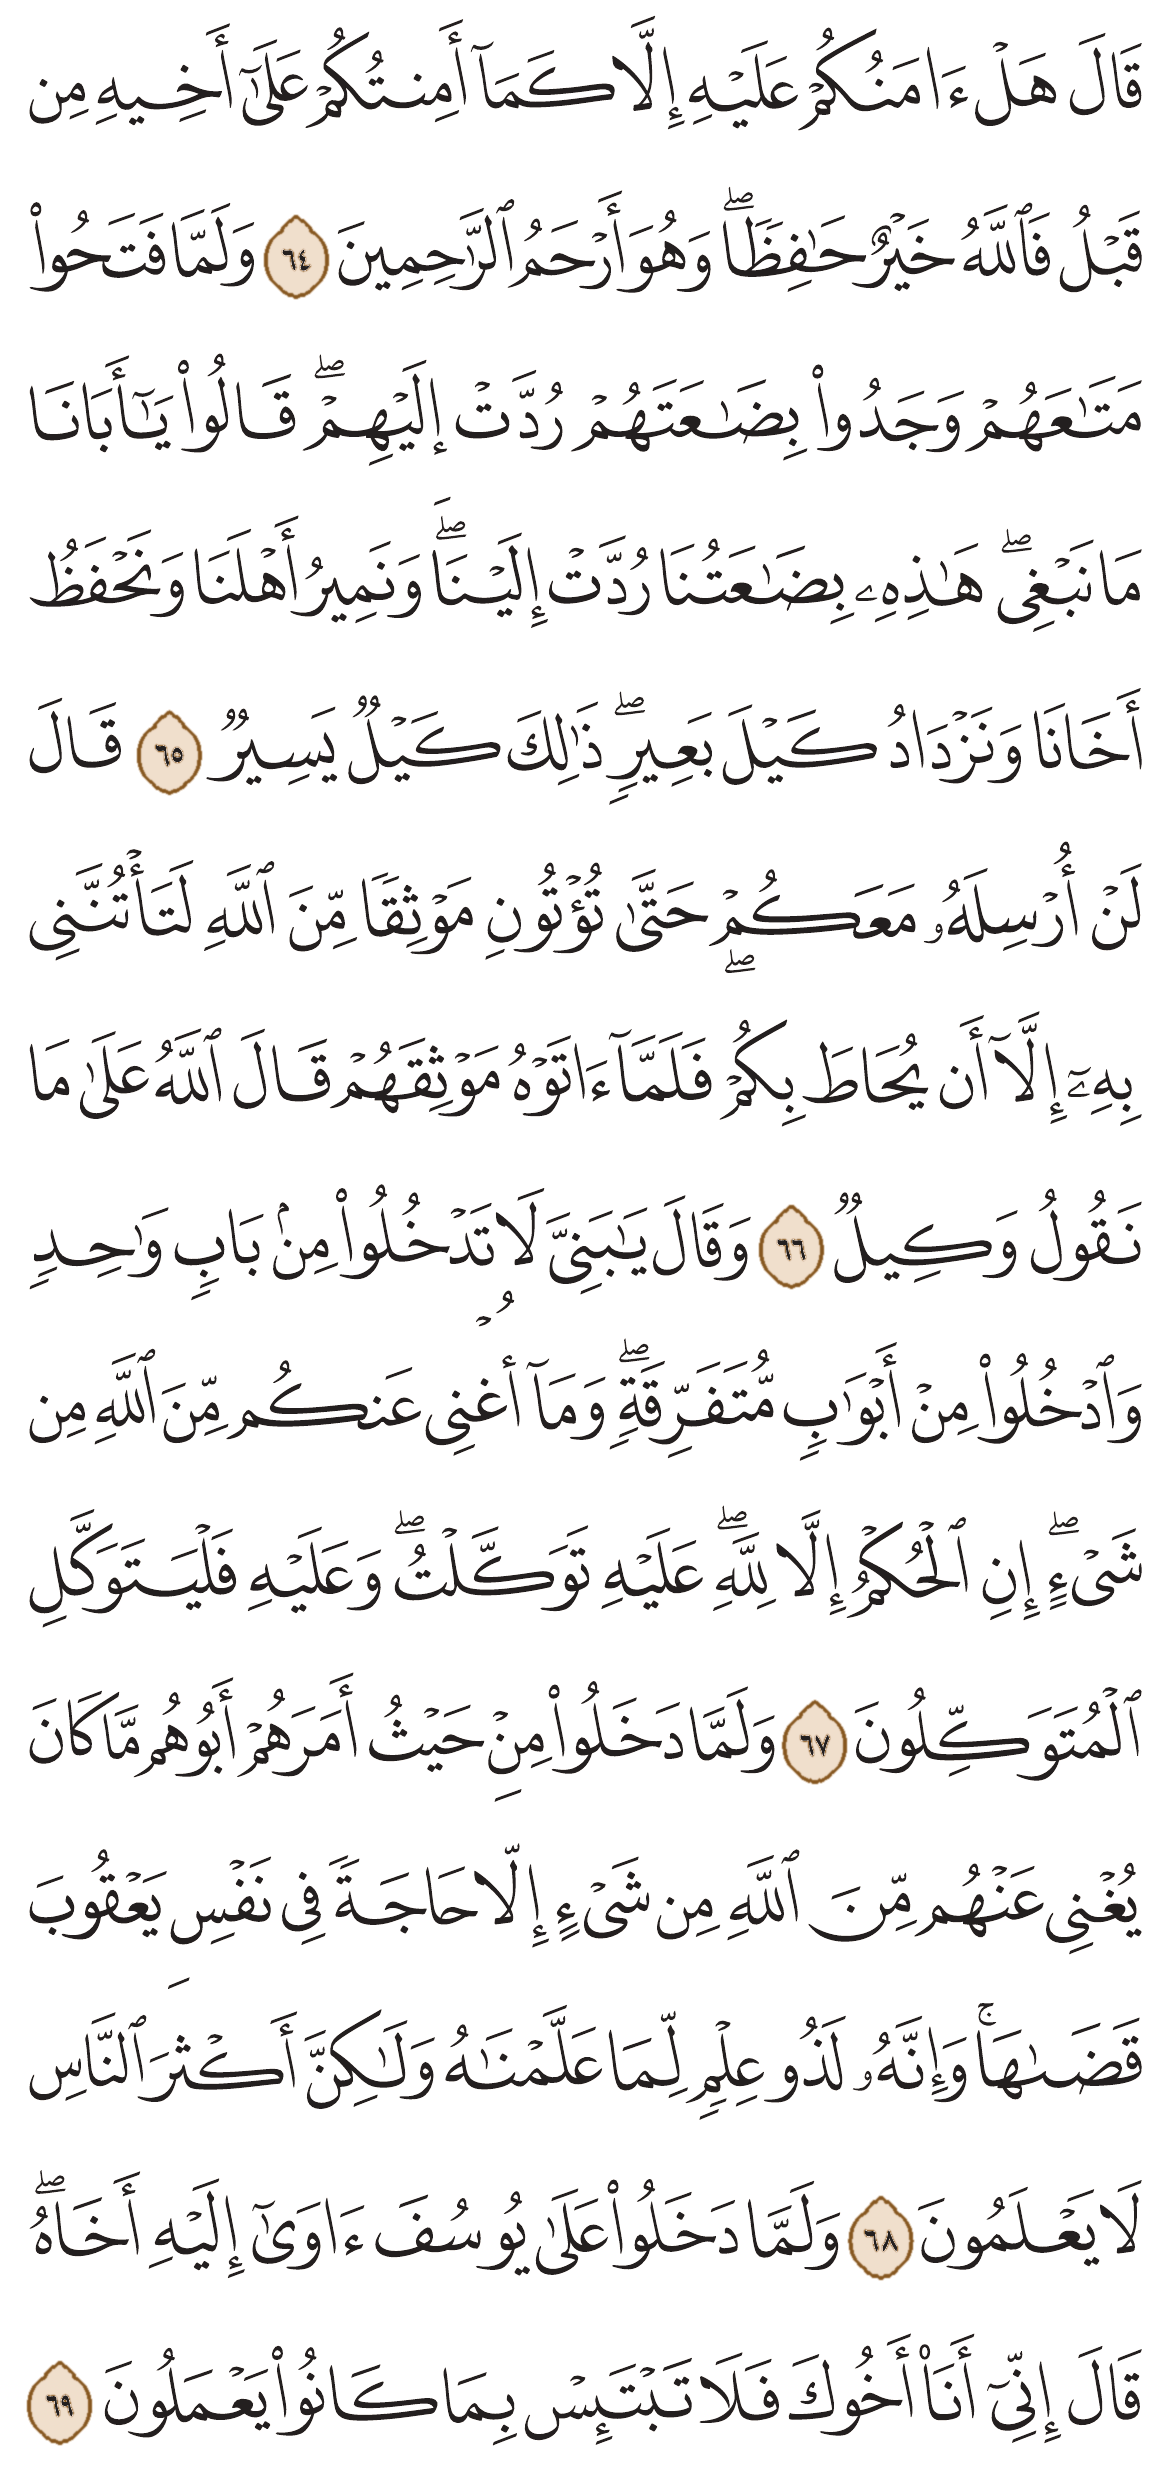 قَالَ هَلْ ءَامَنُكُمْ عَلَيْهِ إِلَّا كَمَآ أَمِنتُكُمْ عَلَىٰٓ أَخِيهِ مِن
قَبْلُ فَٱللَّهُ خَيْرٌ حَـٰفِظًا ۖ وَهُوَ أَرْحَمُ ٱلرَّٰحِمِينَ ٦٤ وَلَمَّا فَتَحُوا۟
مَتَـٰعَهُمْ وَجَدُوا۟ بِضَـٰعَتَهُمْ رُدَّتْ إِلَيْهِمْ ۖ قَالُوا۟ يَـٰٓأَبَانَا
مَا نَبْغِى ۖ هَـٰذِهِۦ بِضَـٰعَتُنَا رُدَّتْ إِلَيْنَا ۖ وَنَمِيرُ أَهْلَنَا وَنَحْفَظُ
أَخَانَا وَنَزْدَادُ كَيْلَ بَعِيرٍ ۖ ذَٰلِكَ كَيْلٌ يَسِيرٌ ٦٥ قَالَ
لَنْ أُرْسِلَهُۥ مَعَكُمْ ۖ حَتَّىٰ تُؤْتُونِ مَوْثِقًا مِّنَ ٱللَّهِ لَتَأْتُنَّنِى
بِهِۦٓ إِلَّآ أَن يُحَاطَ بِكُمْ فَلَمَّآ ءَاتَوْهُ مَوْثِقَهُمْ قَالَ ٱللَّهُ عَلَىٰ مَا
نَقُولُ وَكِيلٌ ٦٦ وَقَالَ يَـٰبَنِىَّ لَا تَدْخُلُوا۟ مِنۢ بَابٍ وَٰحِدٍ
وَٱدْخُلُوا۟ مِنْ أَبْوَٰبٍ مُّتَفَرِّقَةٍ ۖ وَمَآ أُغْنِى عَنكُم مِّنَ ٱللَّهِ مِن
شَىْءٍ ۖ إِنِ ٱلْحُكْمُ إِلَّا لِلَّهِ ۖ عَلَيْهِ تَوَكَّلْتُ ۖ وَعَلَيْهِ فَلْيَتَوَكَّلِ
ٱلْمُتَوَكِّلُونَ ٦٧ وَلَمَّا دَخَلُوا۟ مِنْ حَيْثُ أَمَرَهُمْ أَبُوهُم مَّا كَانَ
يُغْنِى عَنْهُم مِّنَ ٱللَّهِ مِن شَىْءٍ إِلَّا حَاجَةً فِى نَفْسِ يَعْقُوبَ
قَضَىٰهَا ۚ وَإِنَّهُۥ لَذُو عِلْمٍ لِّمَا عَلَّمْنَـٰهُ وَلَـٰكِنَّ أَكْثَرَ ٱلنَّاسِ
لَا يَعْلَمُونَ ٦٨ وَلَمَّا دَخَلُوا۟ عَلَىٰ يُوسُفَ ءَاوَىٰٓ إِلَيْهِ أَخَاهُ ۖ
قَالَ إِنِّىٓ أَنَا۠ أَخُوكَ فَلَا تَبْتَئِسْ بِمَا كَانُوا۟ يَعْمَلُونَ ٦٩